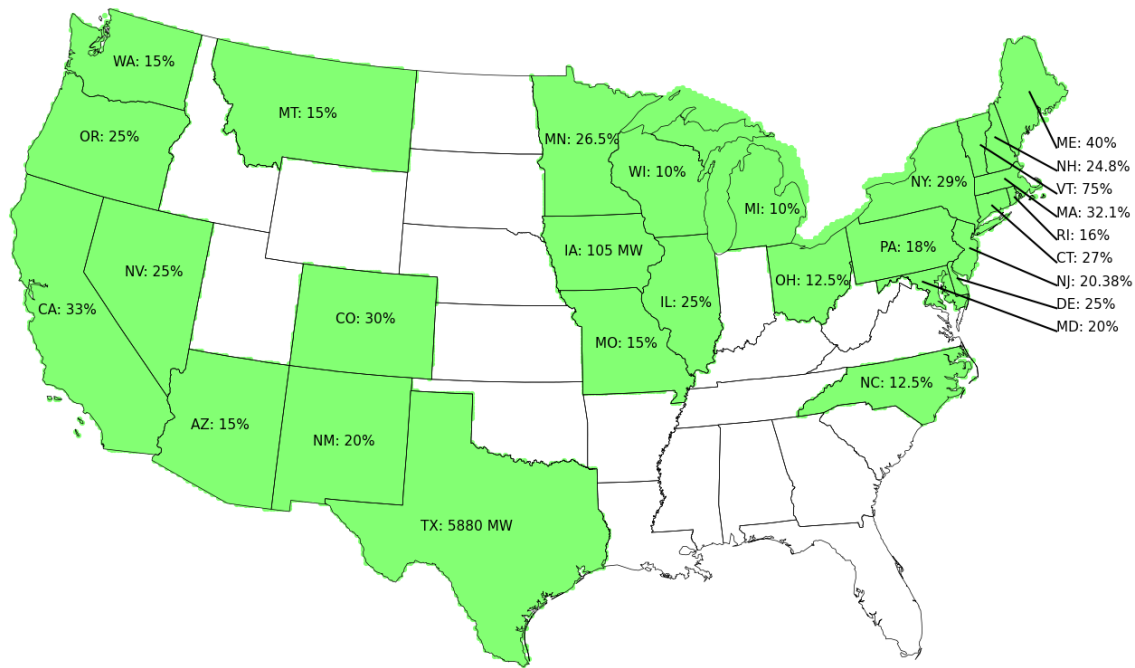 WA: 15%
MT: 15%
OR: 25%
MN: 26.5%
ME: 40%
NH: 24.8%
WI: 10%
NY: 29%
VT: 75%
MI: 10%
MA: 32.1%
RI: 16%
IA: 105 MW
PA: 18%
CT: 27%
NV: 25%
OH: 12.5%
NJ: 20.38%
CA: 33%
CO: 30%
IL: 25%
DE: 25%
MO: 15%
MD: 20%
NC: 12.5%
AZ: 15%
NM: 20%
TX: 5880 MW